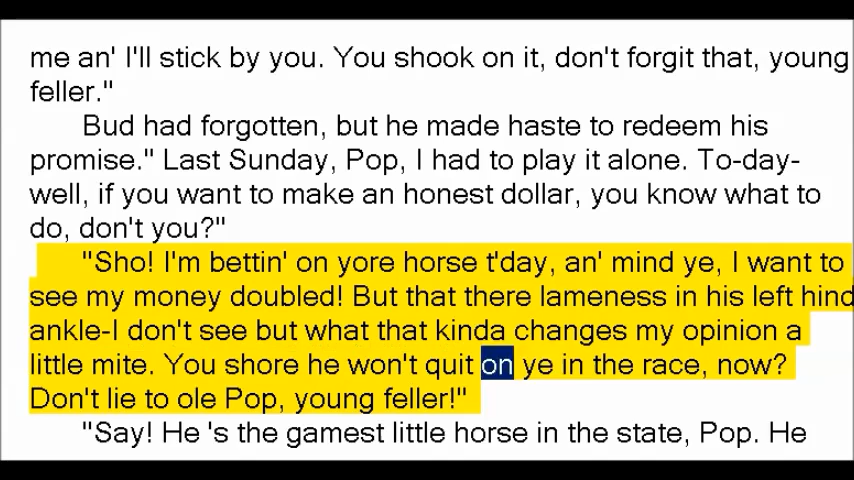 me an' I'll stick by you. You shook on it, don't forgit that, young
feller."
Bud had forgotten, but he made haste to redeem his
promise." Last Sunday, Pop, I had to play it alone. To-day-
well, if you want to make an honest dollar, you know what to
do, don't you?"
"Sho! I'm bettin' on yore horse t'day, an' mind ye, I want to
see my money doubled! But that there lameness in his left hind
ankle-I don't see but what that kinda changes my opinion a
little mite. You shore he won't quit on ye in the race, now?
Don't lie to ole Pop, young feller!"
"Say! He 's the gamest little horse in the state, Pop. He